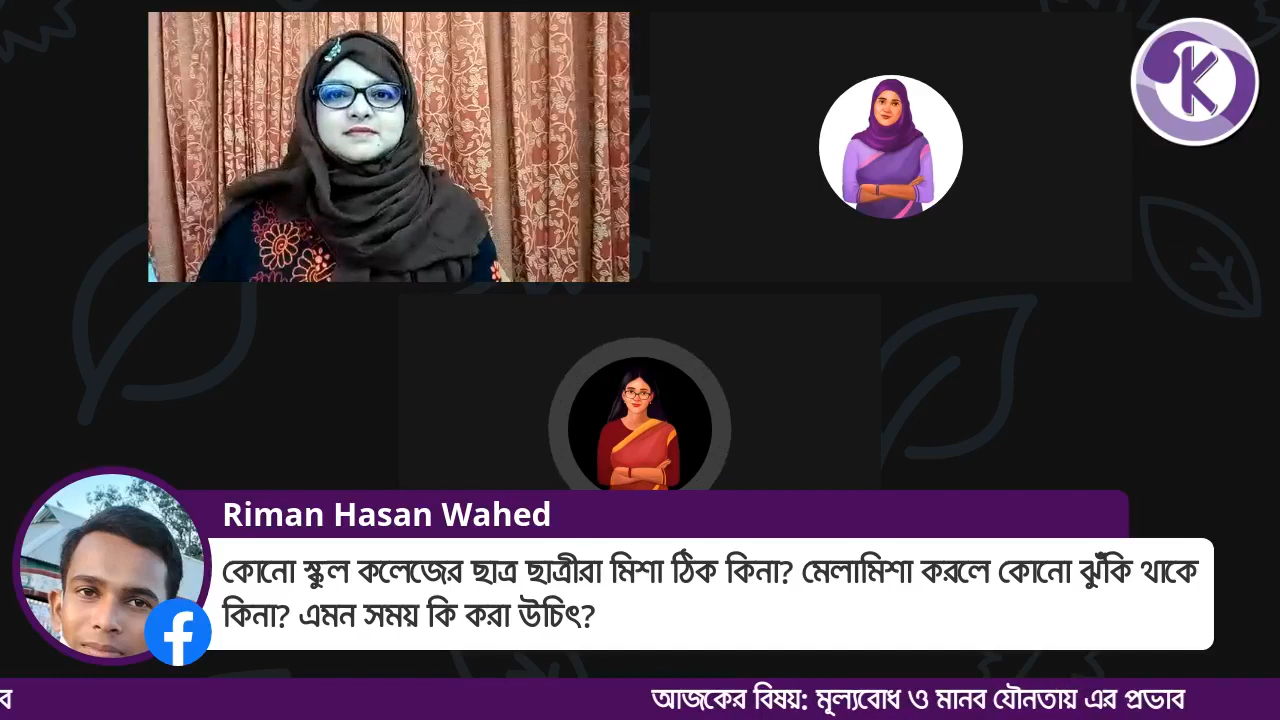 K
Riman Hasan Wahed
কোনো স্কুল কলেজের ছাত্র ছাত্রীরা মিশা ঠিক কিনা? মেলামিশা করলে কোনো ঝুঁকি থাকে
কিনা? এমন সময় কি করা উচিৎ?
ব
আজকের বিষয়: মূল্যবোধ ও মানব যৌনতায় এর প্রভাব